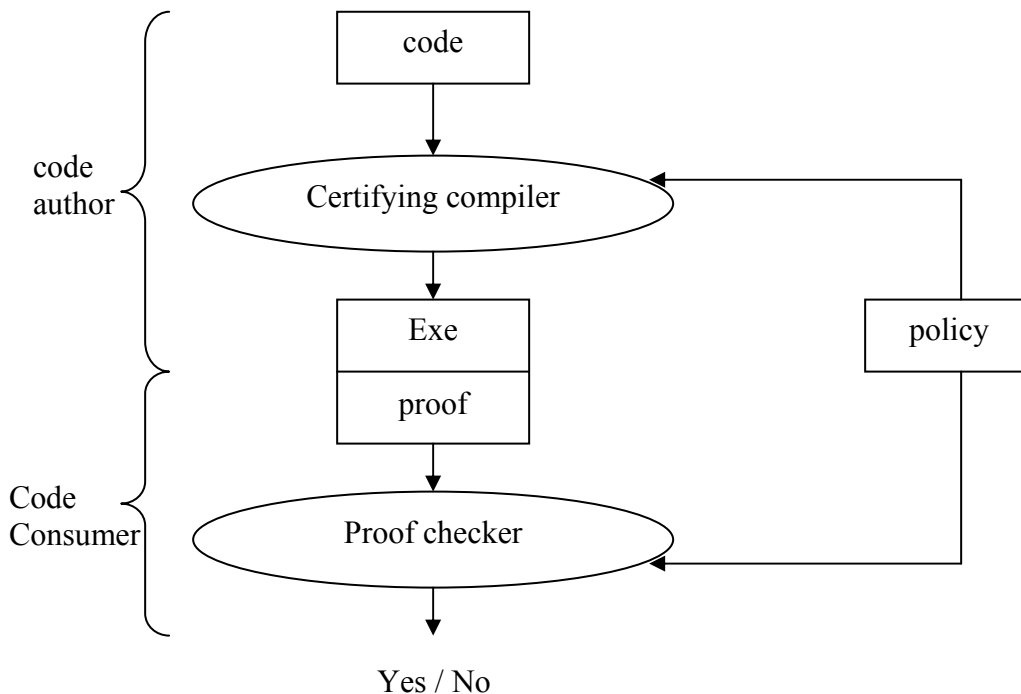 code
code
author
Certifying compiler
Exe
policy
proof
Code
Consumer
Proof checker
Yes / No